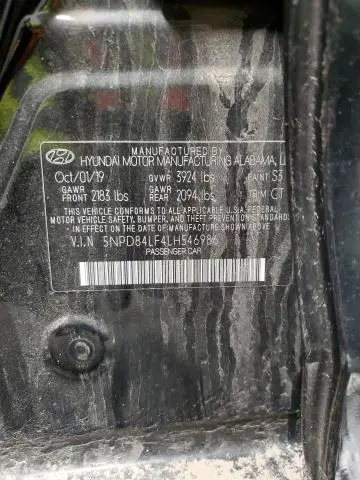 MANUFACTURED BY
HYUNDAI MOTOR MANUFACTURING ALABAMA, L
Oct/01/19 GVWR 3924 lbs PAINT S3
GAWR FRONT 2183 lbs GAWR REAR 2094 lbs TRIM CT
THIS VEHICLE CONFORMS TO ALL APPLICABLE U.S.A. FEDERAL
MOTOR VEHICLE SAFETY, BUMPER, AND THEFT PREVENTION
STANDARDS IN EFFECT ON THE DATE OF MANUFACTURE SHOWN ABOVE.
V.I.N 5NPD84LF4LH546986
PASSENGER CAR